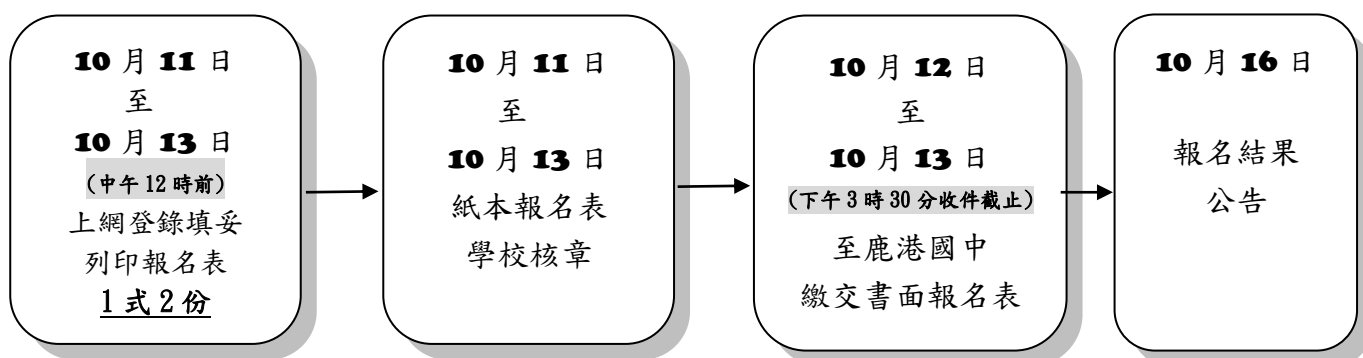 10 月 11 日
至
10 月 13 日
(中午 12 時前)
上網登錄填妥
列印報名表
1 式 2 份
10 月 11 日
至
10 月 13 日
紙本報名表
學校核章
10 月 12 日
至
10 月 13 日
(下午 3 時 30 分收件截止)
至鹿港國中
繳交書面報名表
10 月 16 日
報名結果
公告